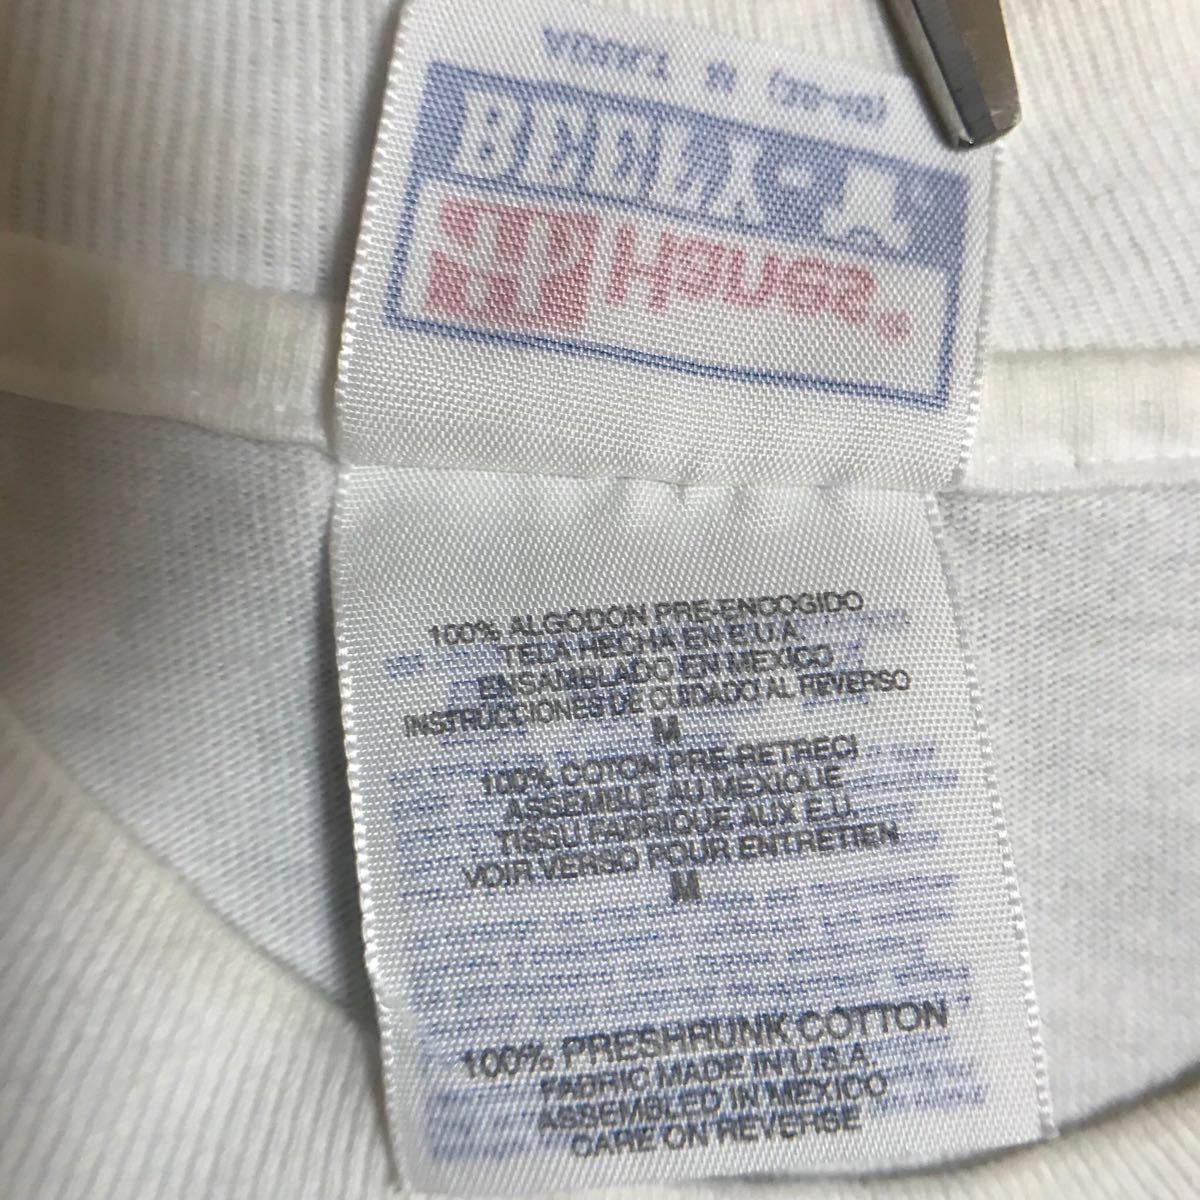 BEEFY-T
Hanes
100% ALGODON PRE-ENCOGIDO
TELA HECHA EN E.U.A.
ENSAMBLADO EN MEXICO
INSTRUCCIONES DE CUIDADO AL REVERSO
M
100% COTON PRE-RETRECI
ASSEMBLE AU MEXIQUE
TISSU FABRIQUE AUX E.U.
VOIR VERSO POUR ENTRETIEN
M
100% PRESHRUNK COTTON
FABRIC MADE IN U.S.A.
ASSEMBLED IN MEXICO
CARE ON REVERSE